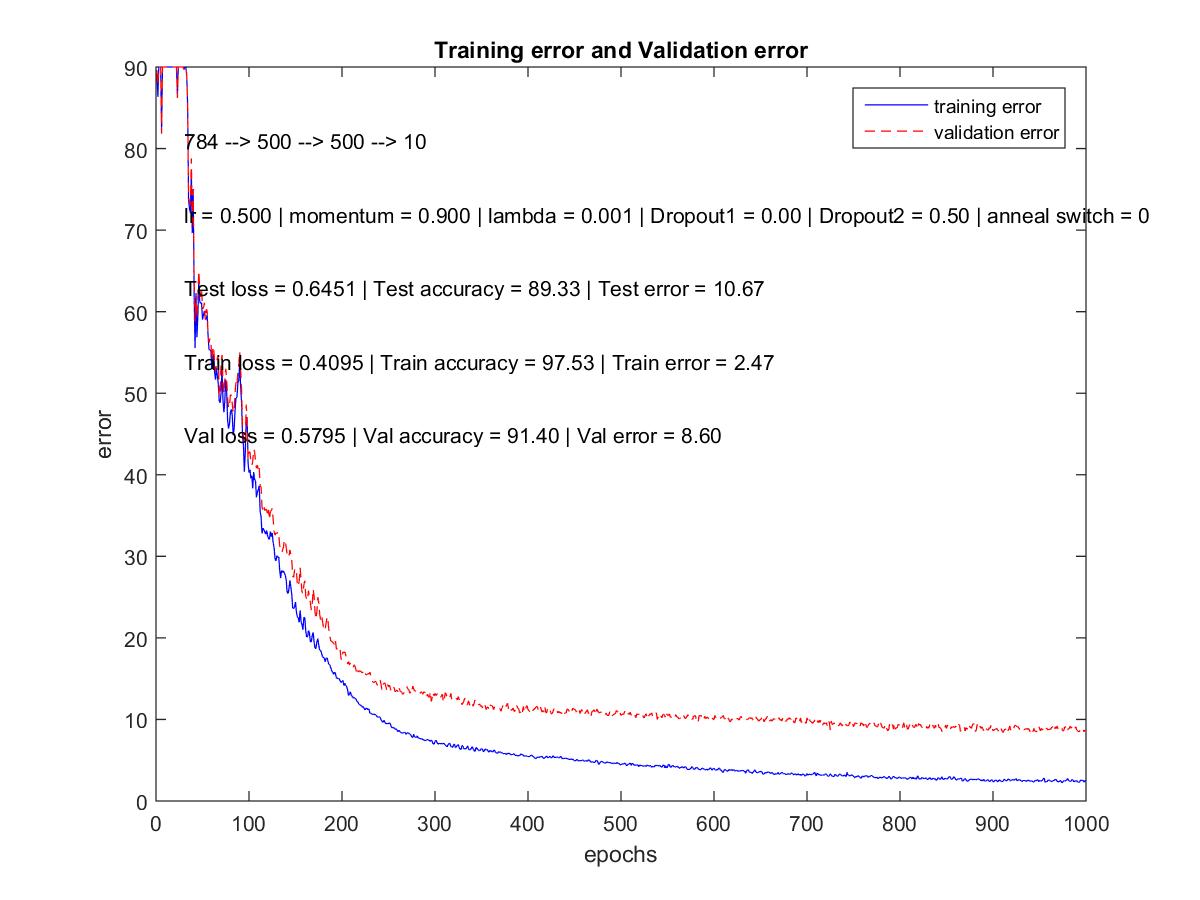 Training error and Validation error
90
80
70
60
50
40
30
20
10
0
error
training error
validation error
784 --> 500 --> 500 --> 10
lr = 0.500 | momentum = 0.900 | lambda = 0.001 | Dropout1 = 0.00 | Dropout2 = 0.50 | anneal switch = 0
Test loss = 0.6451 | Test accuracy = 89.33 | Test error = 10.67
Train loss = 0.4095 | Train accuracy = 97.53 | Train error = 2.47
Val loss = 0.5795 | Val accuracy = 91.40 | Val error = 8.60
0 100 200 300 400 500 600 700 800 900 1000
epochs